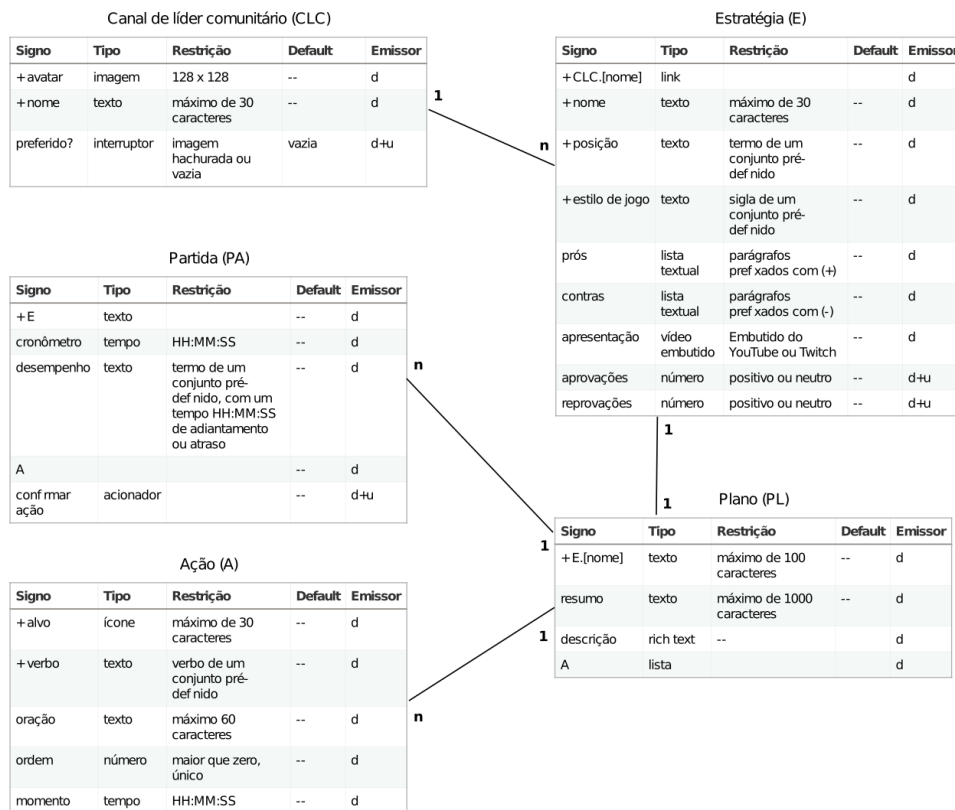 Canal de líder comunitário (CLC)
Signo Tipo Restrição Default Emissor
+avatar imagem 128 x 128 -- d
+nome texto máximo de 30 caracteres -- d
preferido? interruptor imagem hachurada ou vazia vazia d+u
1
n
Estratégia (E)
Signo Tipo Restrição Default Emissor
+CLC.[nome] link d
+nome texto máximo de 30 caracteres -- d
+posição texto termo de um conjunto pré-def nido -- d
+estilo de jogo texto sigla de um conjunto pré-def nido -- d
prós lista textual parágrafos pref xados com (+) -- d
contras lista textual parágrafos pref xados com (-) -- d
apresentação vídeo embutido Embutido do YouTube ou Twitch -- d
aprovações número positivo ou neutro -- d+u
reprovações número positivo ou neutro -- d+u
1
1
Partida (PA)
Signo Tipo Restrição Default Emissor
+E texto -- d
cronômetro tempo HH:MM:SS -- d
desempenho texto termo de um conjunto pré-def nido, com um tempo HH:MM:SS de adiantamento ou atraso -- d
A -- d
conf rmar ação acionador -- d+u
n
1
Plano (PL)
Signo Tipo Restrição Default Emissor
+E.[nome] texto máximo de 100 caracteres -- d
resumo texto máximo de 1000 caracteres -- d
descrição rich text -- d
A lista d
1
n
Ação (A)
Signo Tipo Restrição Default Emissor
+alvo ícone máximo de 30 caracteres -- d
+verbo texto verbo de um conjunto pré-def nido -- d
oração texto máximo 60 caracteres -- d
ordem número maior que zero, único -- d
momento tempo HH:MM:SS -- d